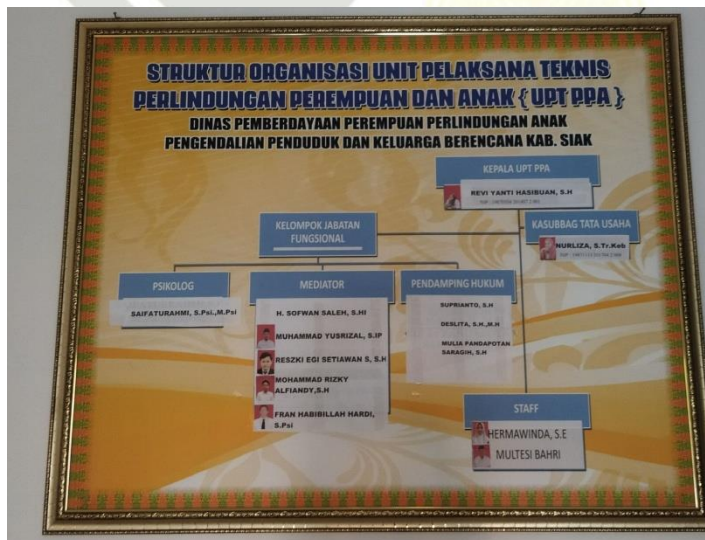 STRUKTUR ORGANISASI UNIT PELAKSANA TEKNIS
PERLINDUNGAN PEREMPUAN DAN ANAK { UPT PPA }
DINAS PEMBERDAYAAN PEREMPUAN PERLINDUNGAN ANAK
PENGENDALIAN PENDUDUK DAN KELUARGA BERENCANA KAB. SIAK
KEPALA UPT PPA
REVI YANTI HASIBUAN, S.H
KASUBBAG TATA USAHA
NURLIZA, S.Tr.Keb
KELOMPOK JABATAN
FUNGSIONAL
PSIKOLOG
SAIFATURAHMI, S.Psi.,M.Psi
MEDIATOR
H. SOFWAN SALEH, S.HI
MUHAMMAD YUSRIZAL, S.IP
RESZKI EGI SETIAWAN S, S.H
MOHAMMAD RIZKY
ALFIANDY,S.H
FRAN HABIBILLAH HARDI,
S.Psi
PENDAMPING HUKUM
SUPRIANTO, S.H
DESLITA, S.H.,M.H
MULIA PANDAPOTAN
SARAGIH, S.H
STAFF
HERMAWINDA, S.E
MULTESI BAHRI